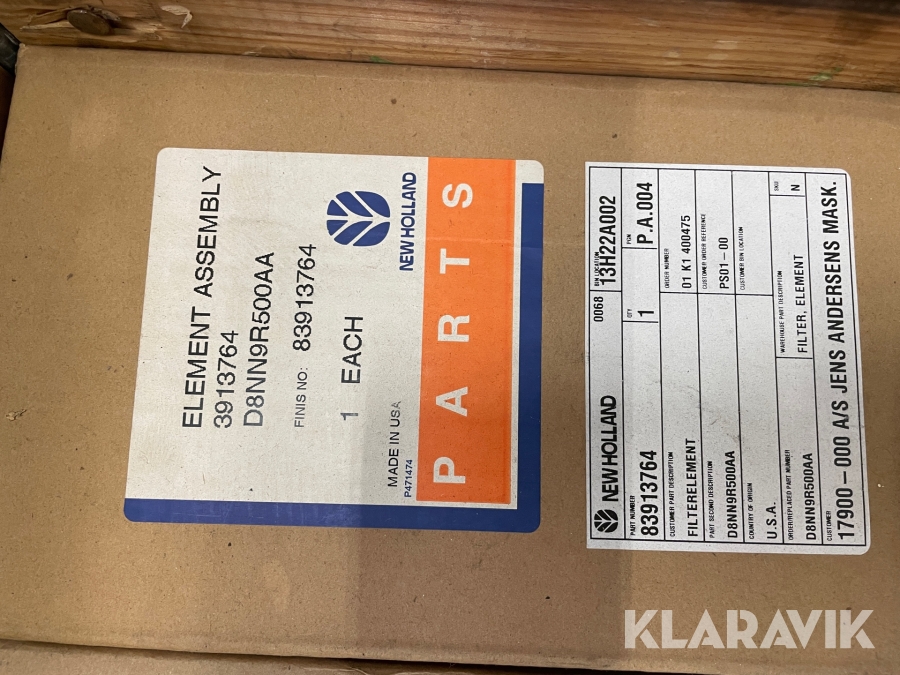 ELEMENT ASSEMBLY
3913764
D8NN9R500AA
FINIS NO: 83913764
1 EACH
MADE IN USA
P471474
NEW HOLLAND
PARTS
NEW HOLLAND
0068
BIN LOCATION
13H22A002
PART NUMBER
83913764
QTY
1
P.A.004
CUSTOMER PART DESCRIPTION
FILTERELEMENT
ORDER NUMBER
01 K1 400475
PART SECOND DESCRIPTION
D8NN9R500AA
CUSTOMER ORDER REFERENCE
PS01-00
COUNTRY OF ORIGIN
U.S.A.
CUSTOMER BIN LOCATION
ORDER/REPLACED PART NUMBER
D8NN9R500AA
WAREHOUSE PART DESCRIPTION
FILTER, ELEMENT
N
CUSTOMER
17900-000 A/S JENS ANDERSENS MASK.
KLARAVIK